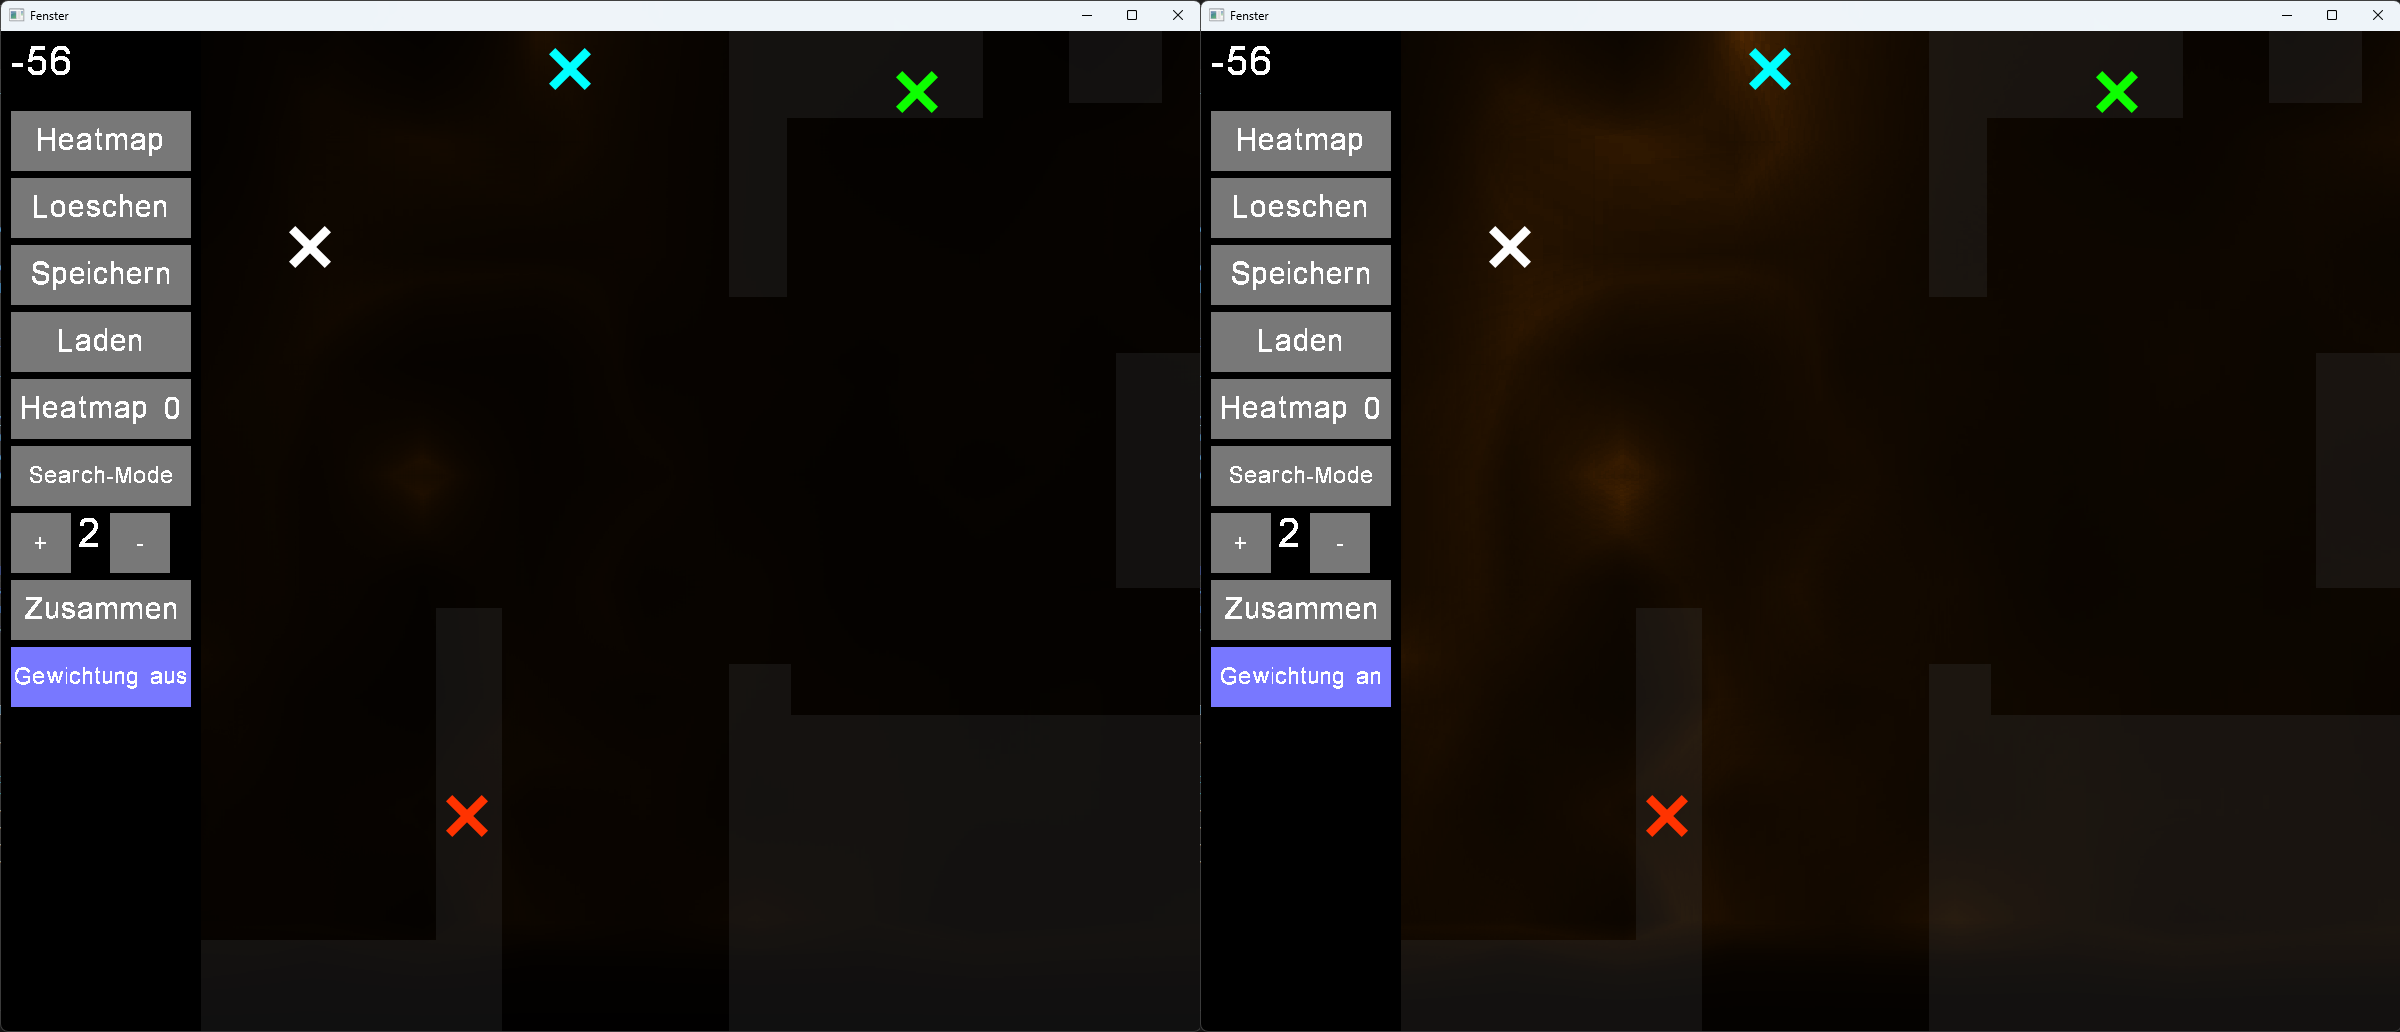 Fenster
-56
Heatmap
Loeschen
Speichern
Laden
Heatmap 0
Search-Mode
+ 2 -
Zusammen
Gewichtung aus
Fenster
-56
Heatmap
Loeschen
Speichern
Laden
Heatmap 0
Search-Mode
+ 2 -
Zusammen
Gewichtung an